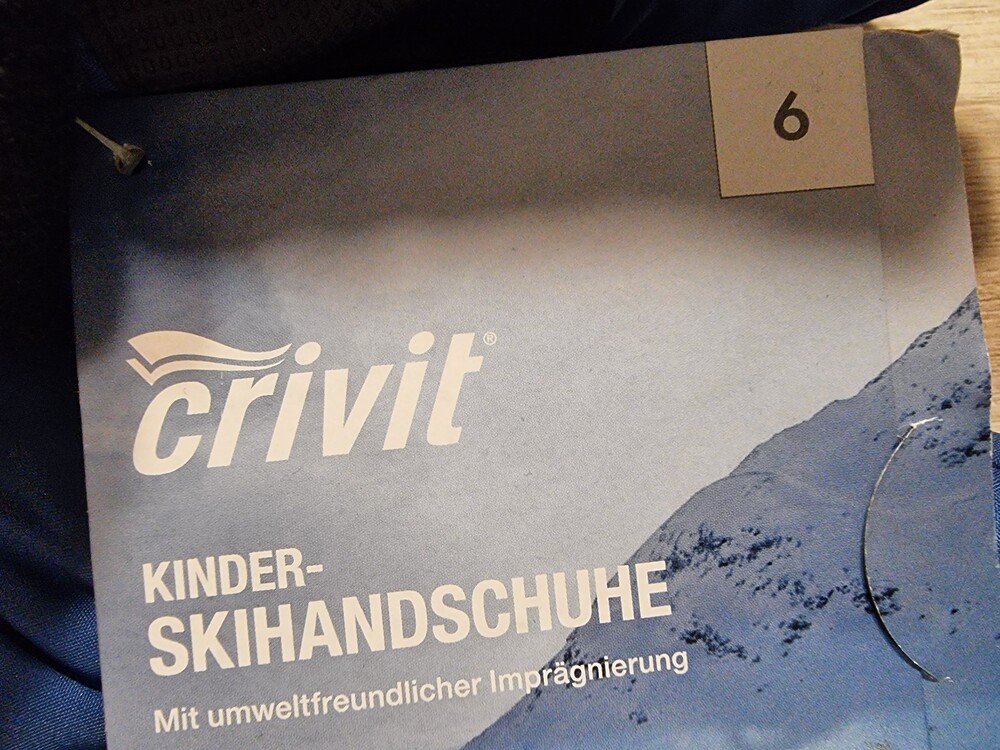 6
crivit®
KINDER-
SKIHANDSCHUHE
Mit umweltfreundlicher Imprägnierung